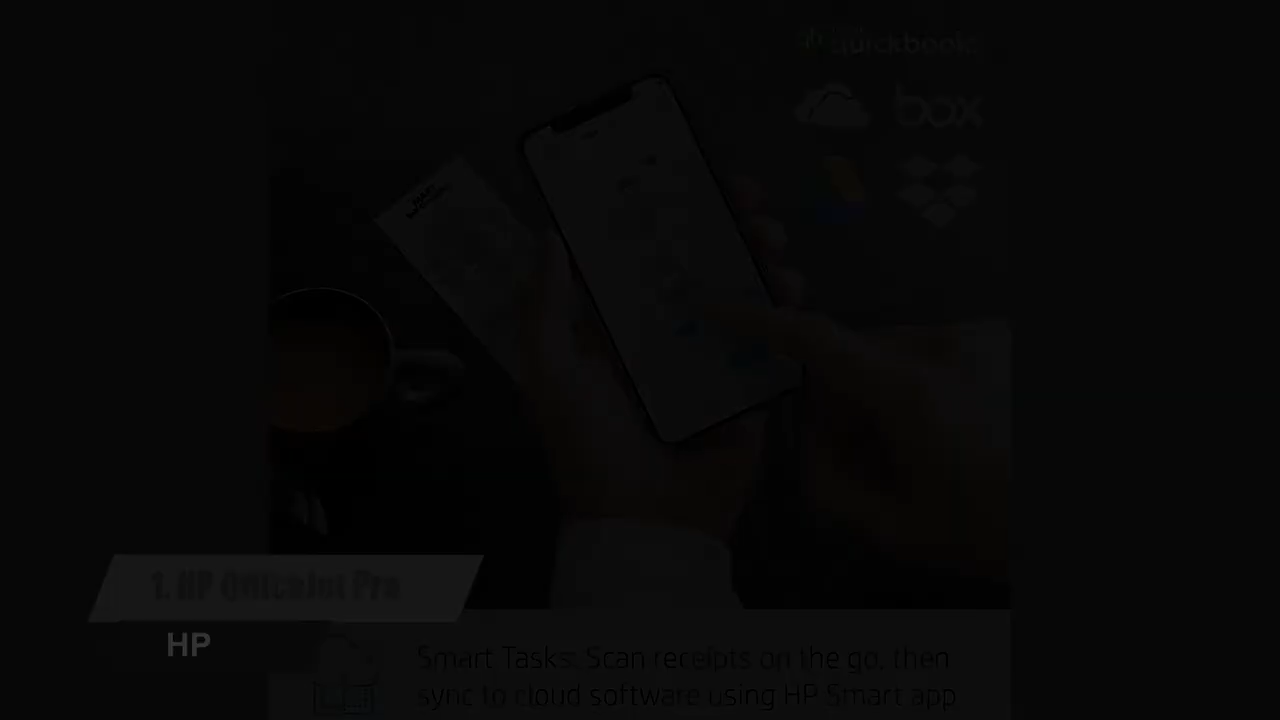 quickbooks
box
1. HP OfficeJet Pro
HP
Smart Tasks: Scan receipts on the go, then
sync to cloud software using HP Smart app